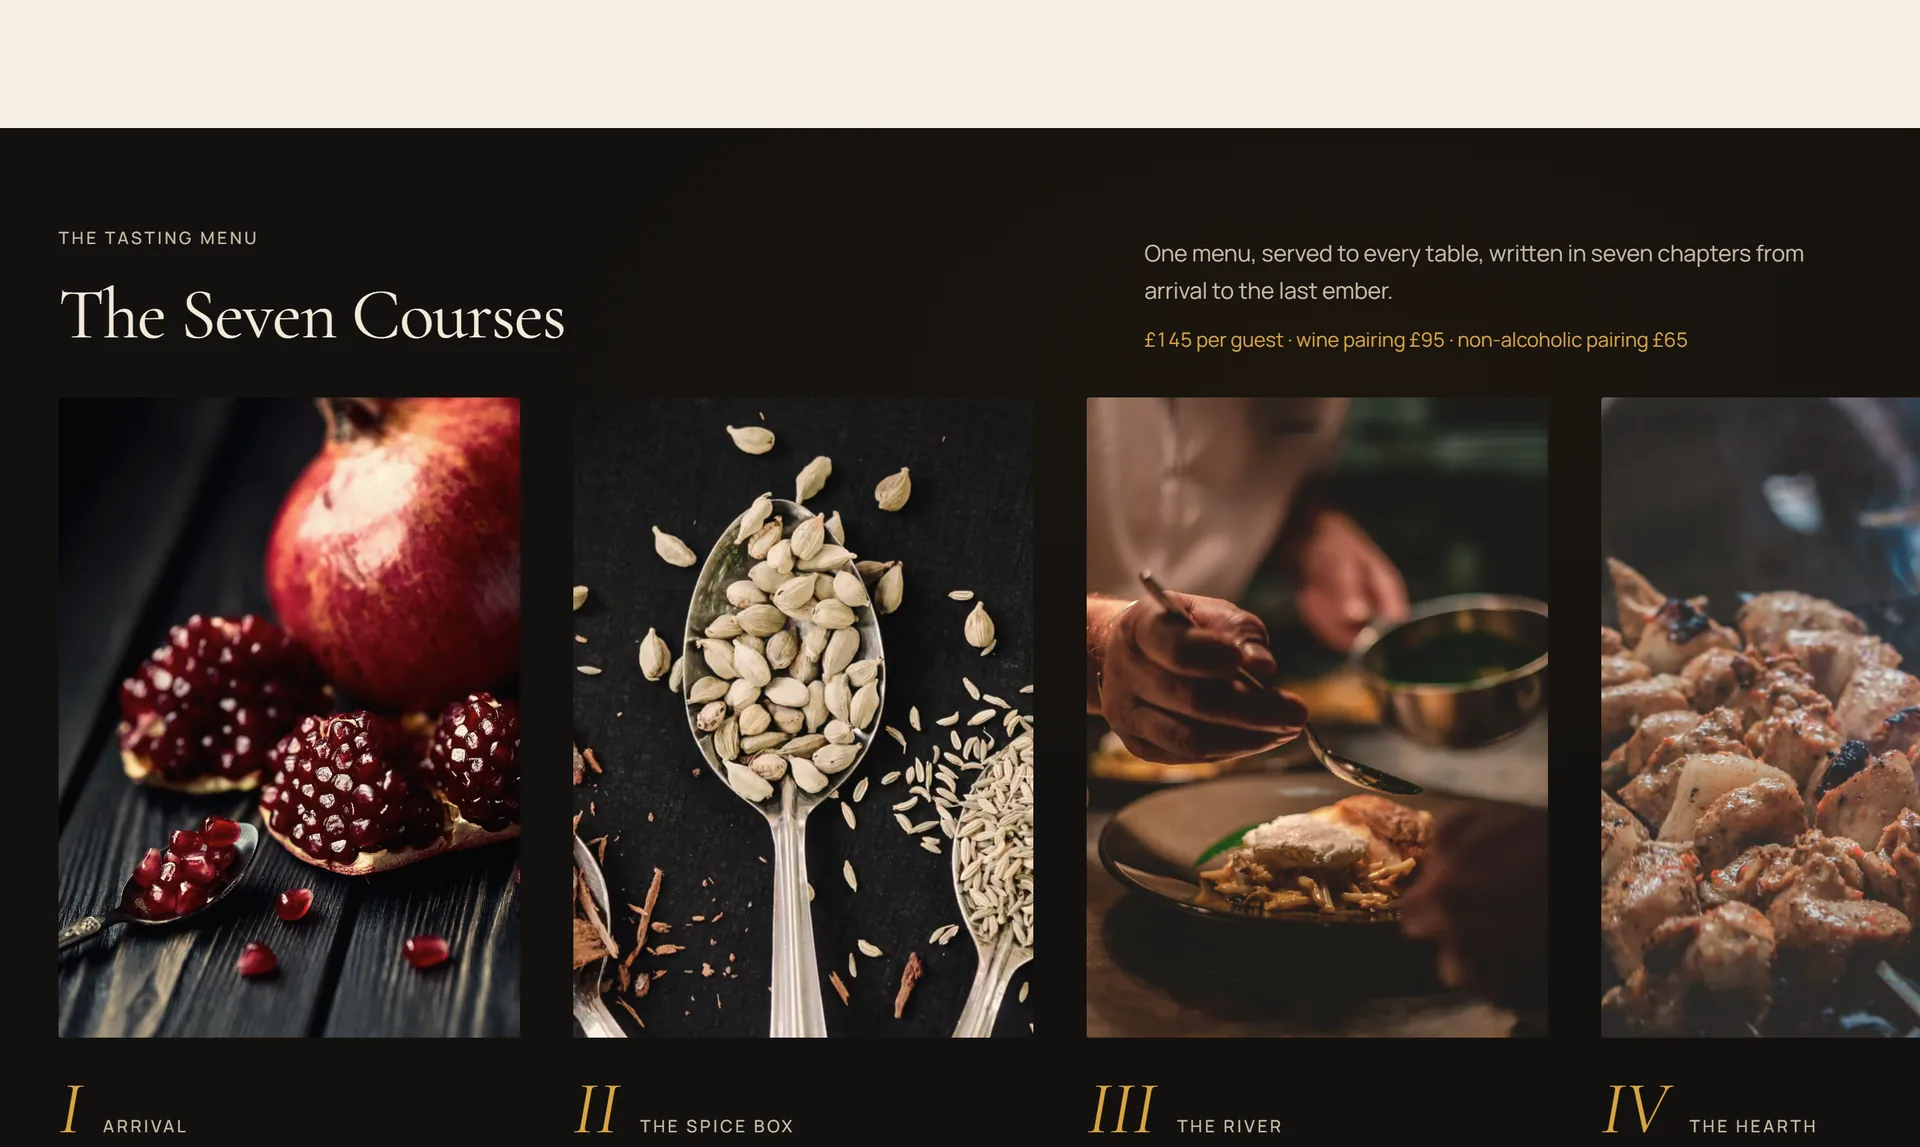 THE TASTING MENU
The Seven Courses
One menu, served to every table, written in seven chapters from
arrival to the last ember.
£145 per guest · wine pairing £95 · non-alcoholic pairing £65
I ARRIVAL
II THE SPICE BOX
III THE RIVER
IV THE HEARTH